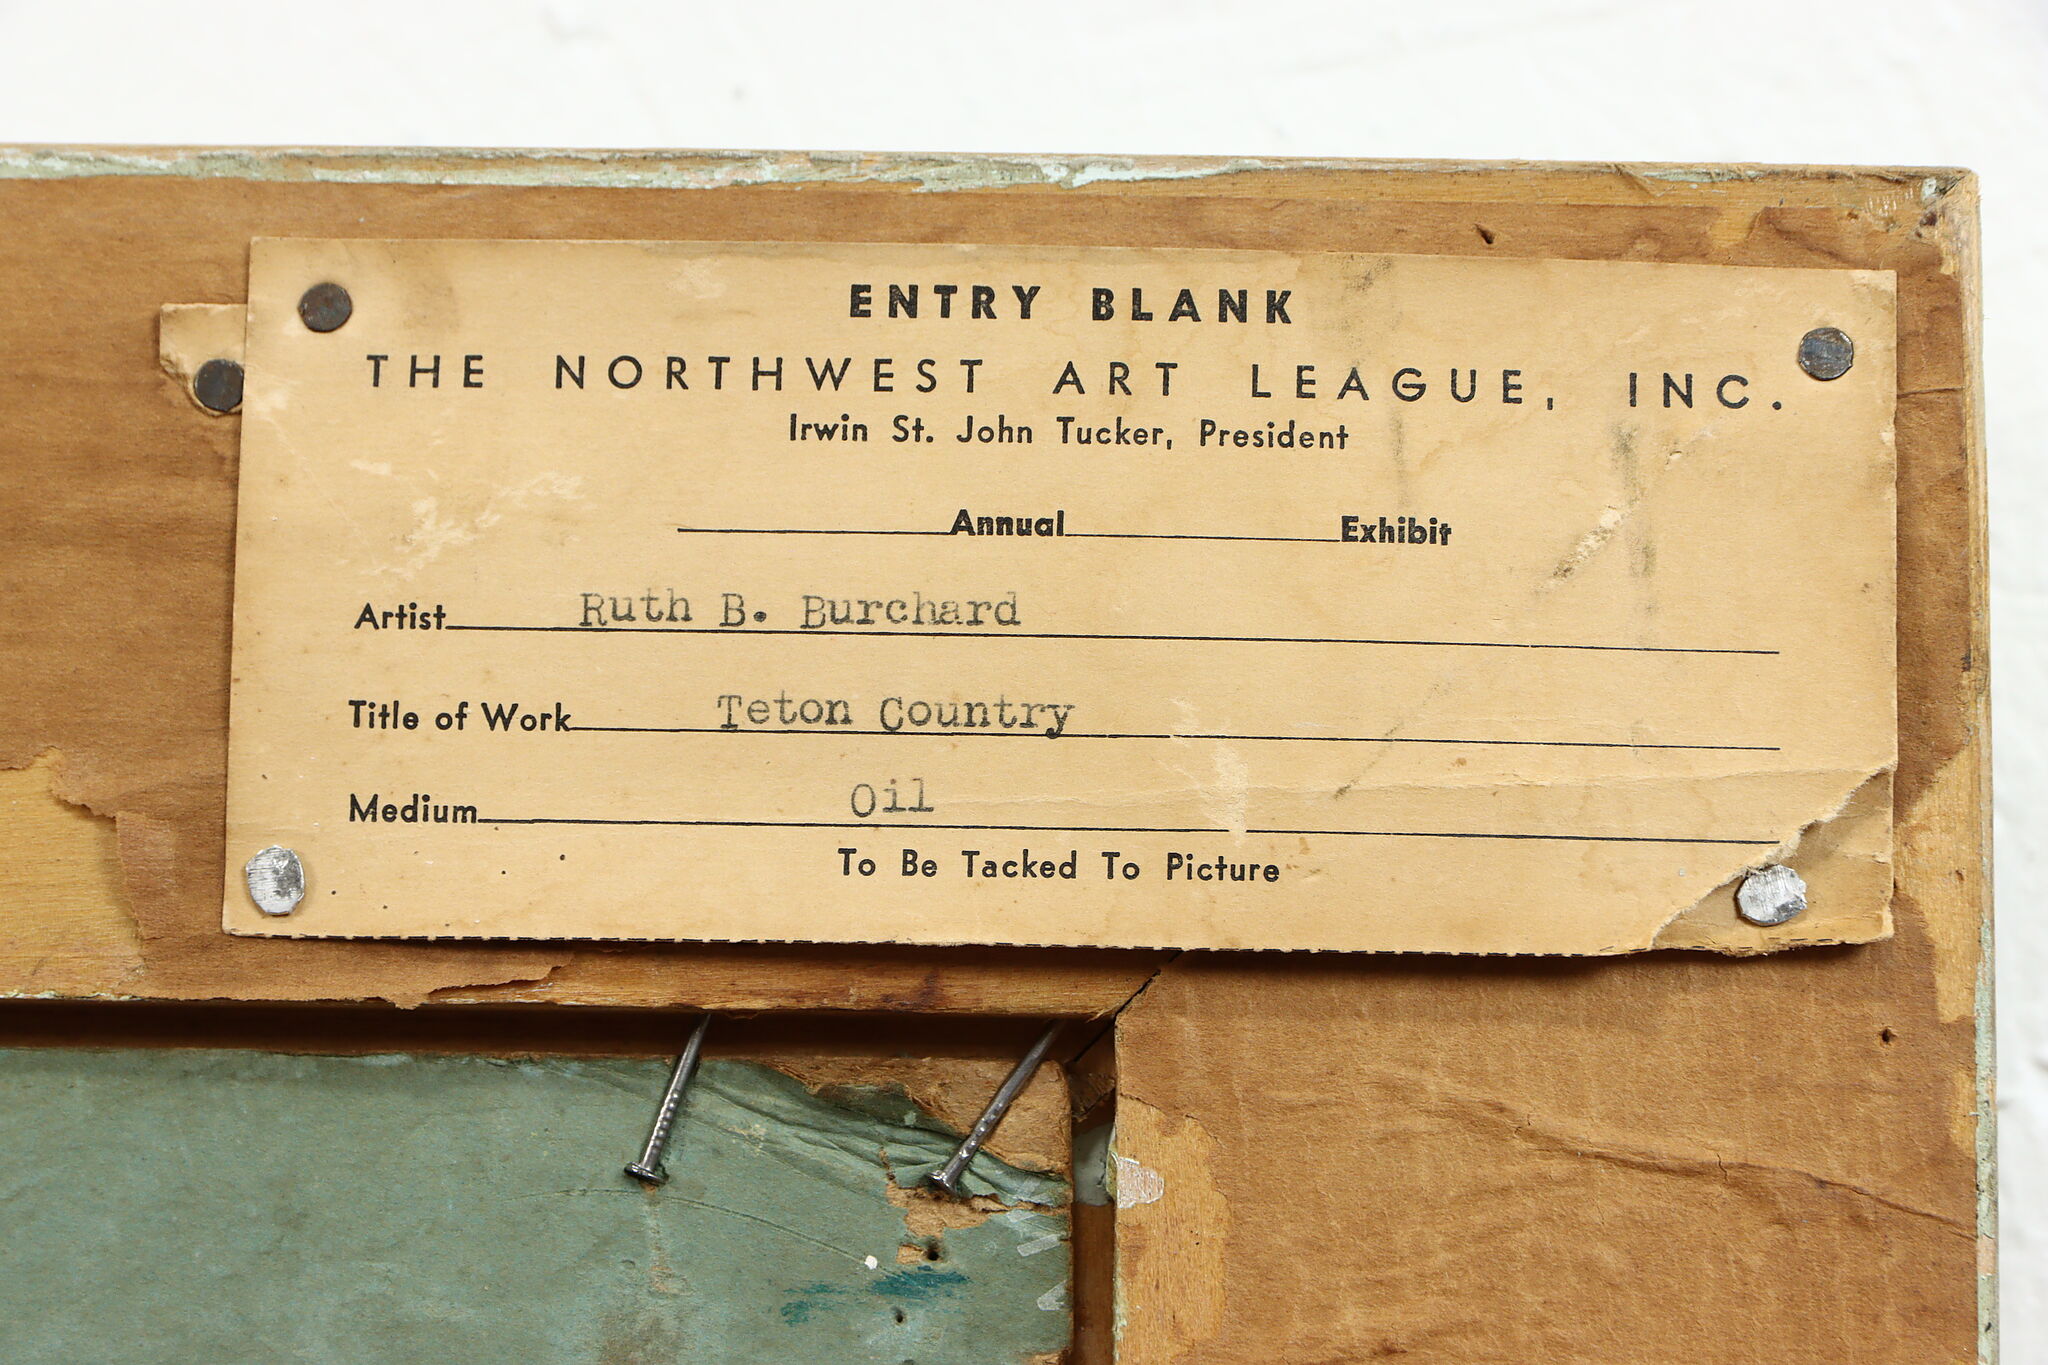 ENTRY BLANK
THE NORTHWEST ART LEAGUE, INC.
Irwin St. John Tucker, President
Annual Exhibit
Artist Ruth B. Burchard
Title of Work Teton Country
Medium Oil
To Be Tacked To Picture